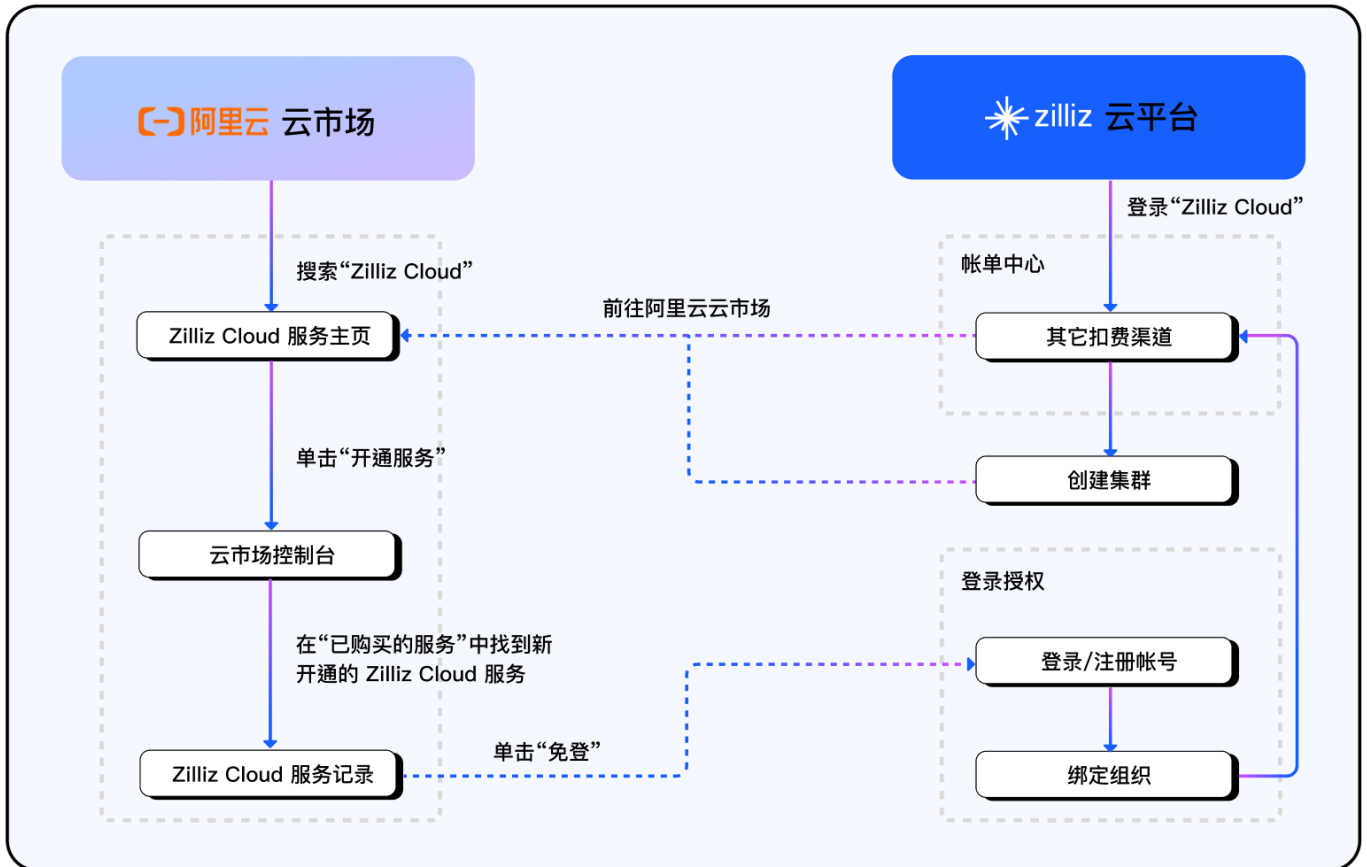 阿里云 云市场
zilliz 云平台
登录“Zilliz Cloud”
搜索“Zilliz Cloud”
帐单中心
前往阿里云云市场
Zilliz Cloud 服务主页
其它扣费渠道
单击“开通服务”
创建集群
云市场控制台
登录授权
在“已购买的服务”中找到新
开通的 Zilliz Cloud 服务
登录/注册帐号
单击“免登”
Zilliz Cloud 服务记录
绑定组织